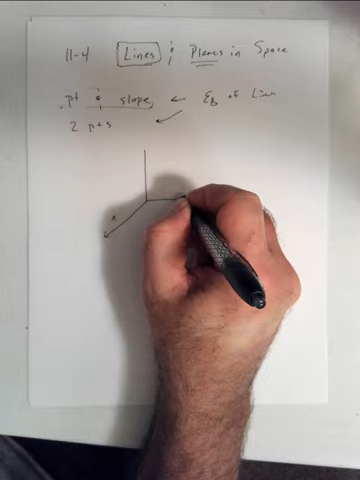 11-4 Lines & Planes in Space
pt & slope ← Eq of Line
2 pts ↙
x